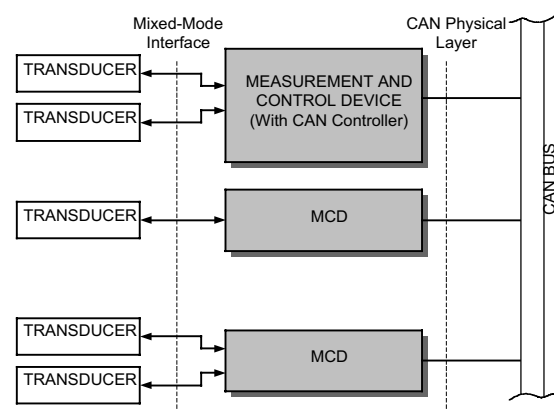 Mixed-Mode
Interface
CAN Physical
Layer
TRANSDUCER
TRANSDUCER
MEASUREMENT AND
CONTROL DEVICE
(With CAN Controller)
CAN BUS
TRANSDUCER
MCD
TRANSDUCER
TRANSDUCER
MCD